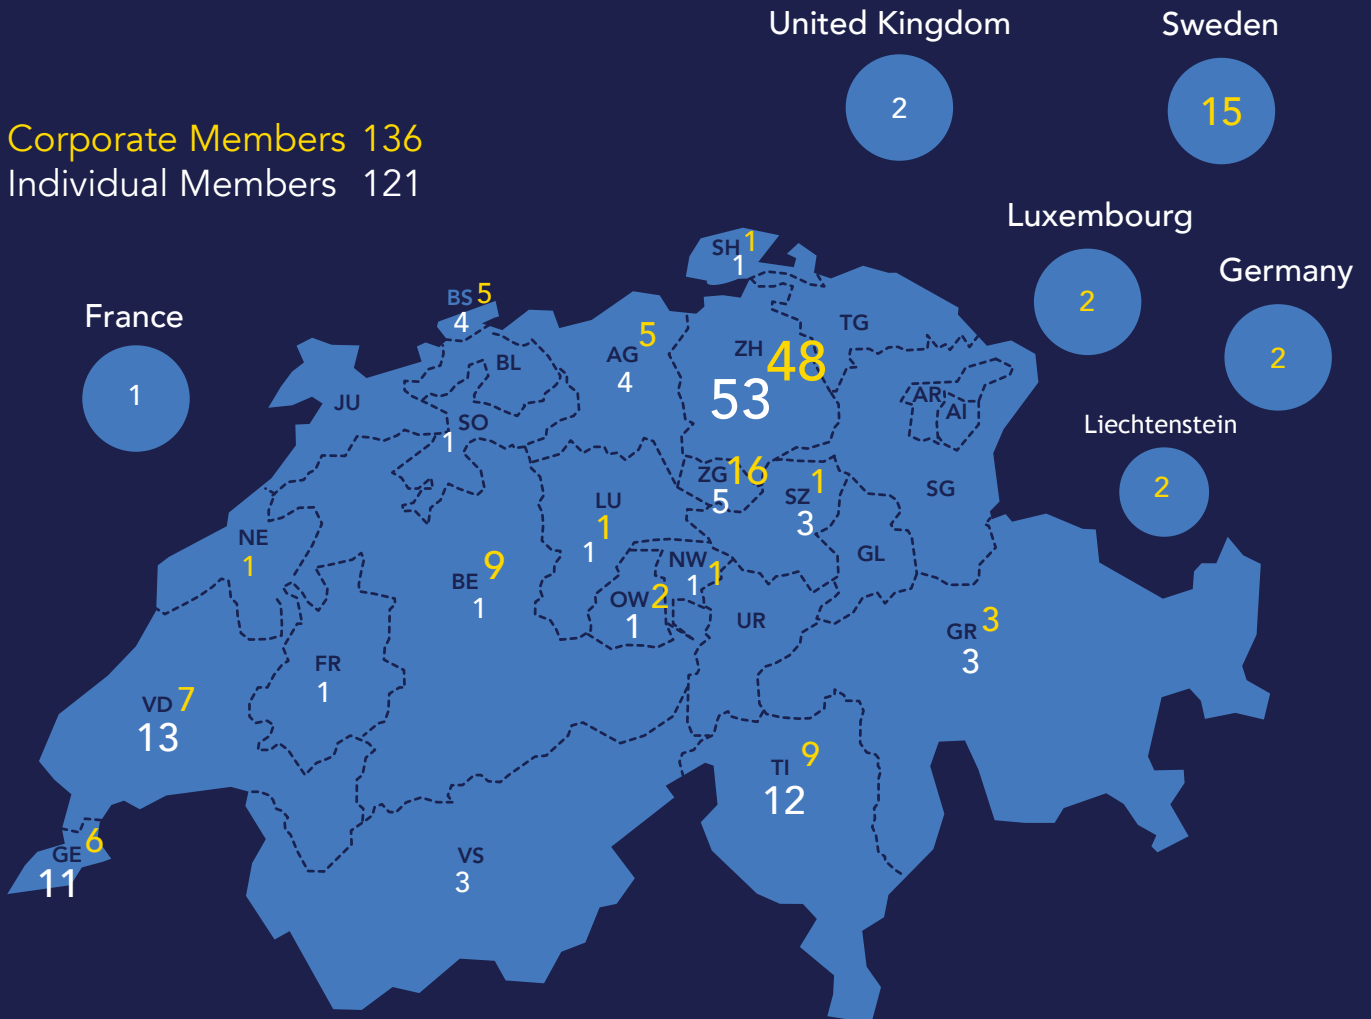 United Kingdom
2
Sweden
15
Corporate Members 136
Individual Members 121
Luxembourg
2
Germany
2
Liechtenstein
2
France
1
SH 1
1
BS 5
4
BL
AG 5
4
ZH 48
53
TG
AR
AI
JU
SO
1
ZG 16
5
SZ 1
3
SG
LU
1
1
NE
1
GL
BE 9
1
NW 1
1
OW 2
1
UR
GR 3
3
FR
1
VD 7
13
TI 9
12
GE 6
11
VS
3